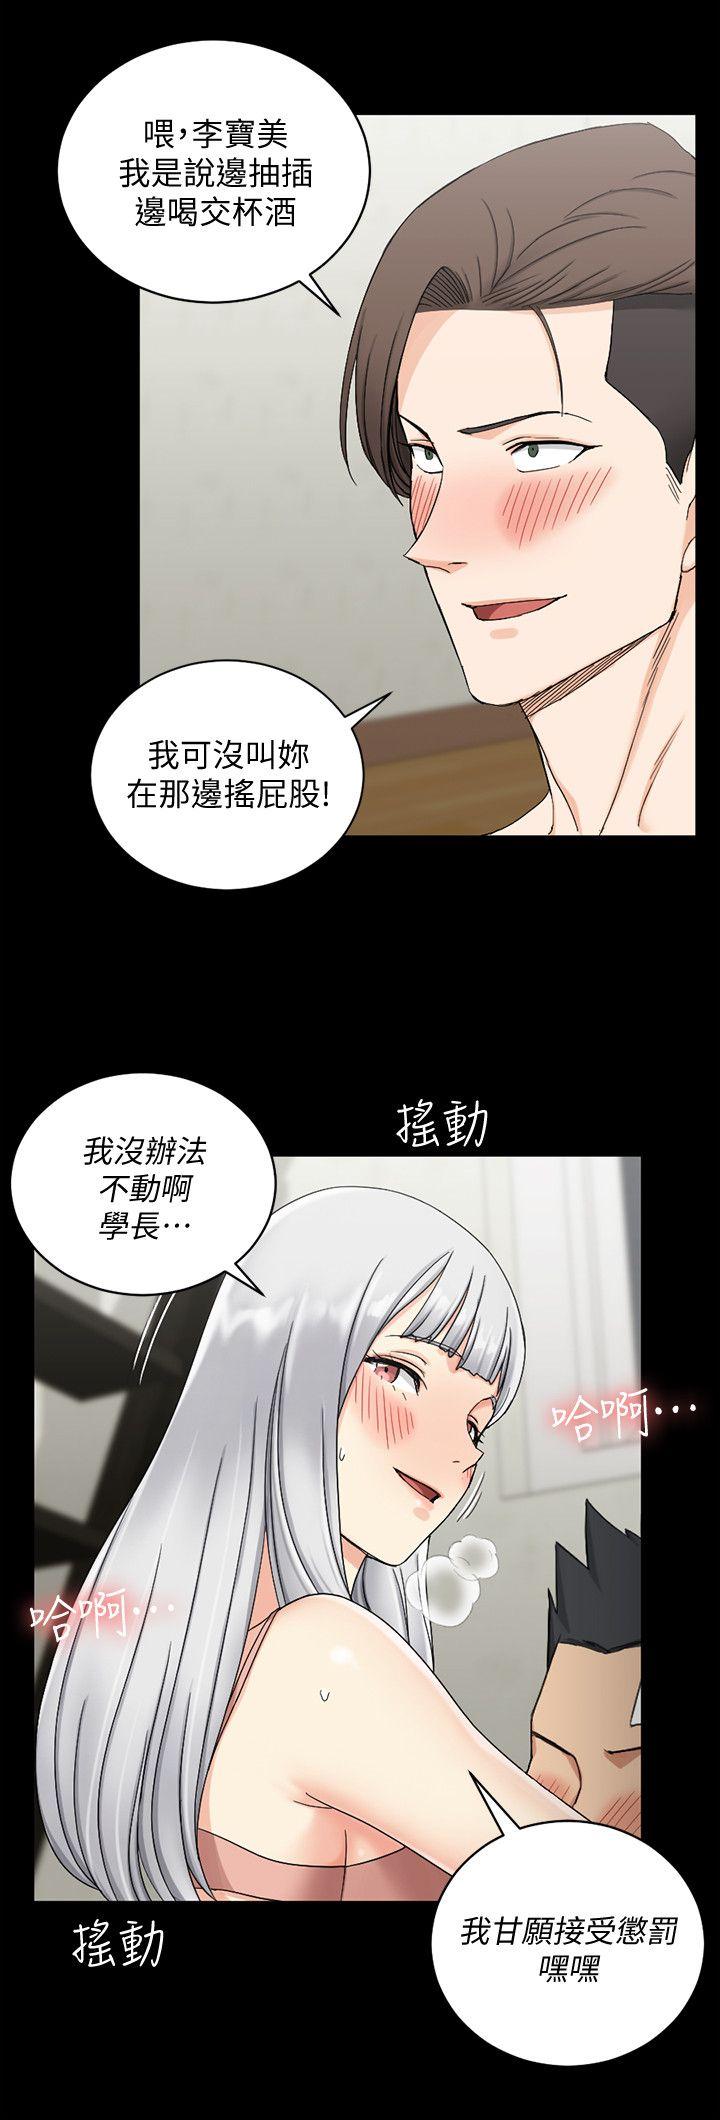 喂,李寶美
我是說邊抽插
邊喝交杯酒
我可沒叫妳
在那邊搖屁股!
搖動
我沒辦法
不動啊
學長…
哈啊…
哈啊…
我甘願接受懲罰
嘿嘿
搖動